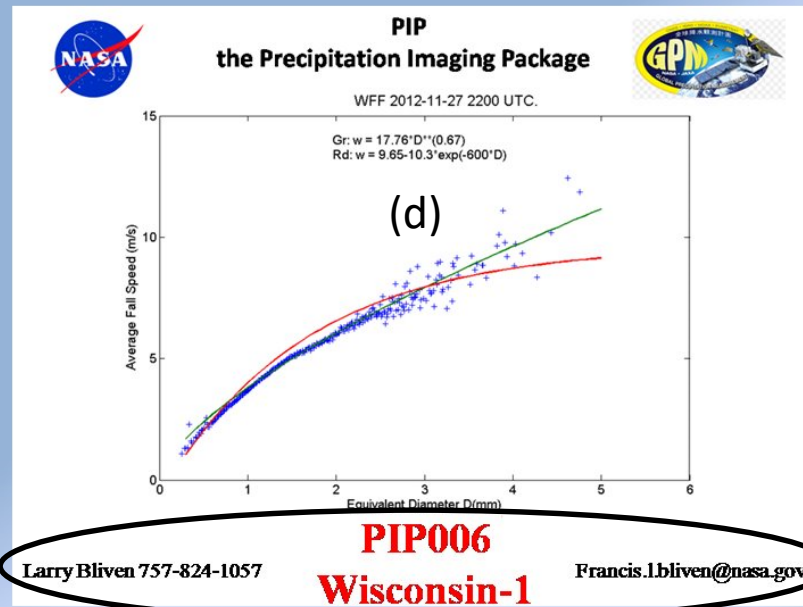 PIP
the Precipitation Imaging Package
NASA
GPM
NASA - JAXA
WFF 2012-11-27 2200 UTC.
Gr: w = 17.76*D**(0.67)
Rd: w = 9.65-10.3*exp(-600*D)
(d)
Average Fall Speed (m/s)
15
10
5
0
0 1 2 3 4 5 6
Equivalent Diameter D(mm)
PIP006
Larry Bliven 757-824-1057
Francis.l.bliven@nasa.gov
Wisconsin-1